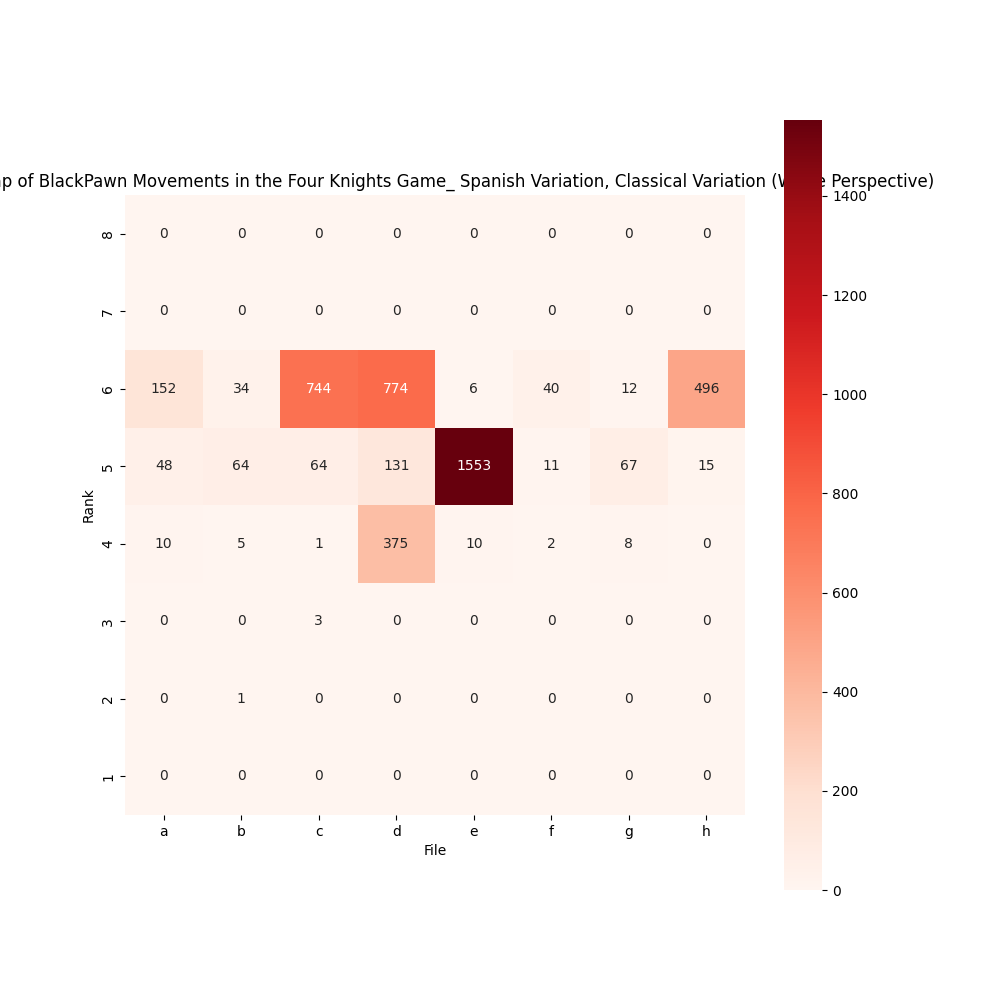 of BlackPawn Movements in the Four Knights Game_ Spanish Variation, Classical Variation ( Perspective)
1400
8 0 0 0 0 0 0 0 0
1200
7 0 0 0 0 0 0 0 0
6 152 34 744 774 6 40 12 496
1000
5 48 64 64 131 1553 11 67 15
800
Rank
4 10 5 1 375 10 2 8 0
600
3 0 0 3 0 0 0 0 0
400
2 0 1 0 0 0 0 0 0
200
1 0 0 0 0 0 0 0 0
a b c d e f g h
File
0